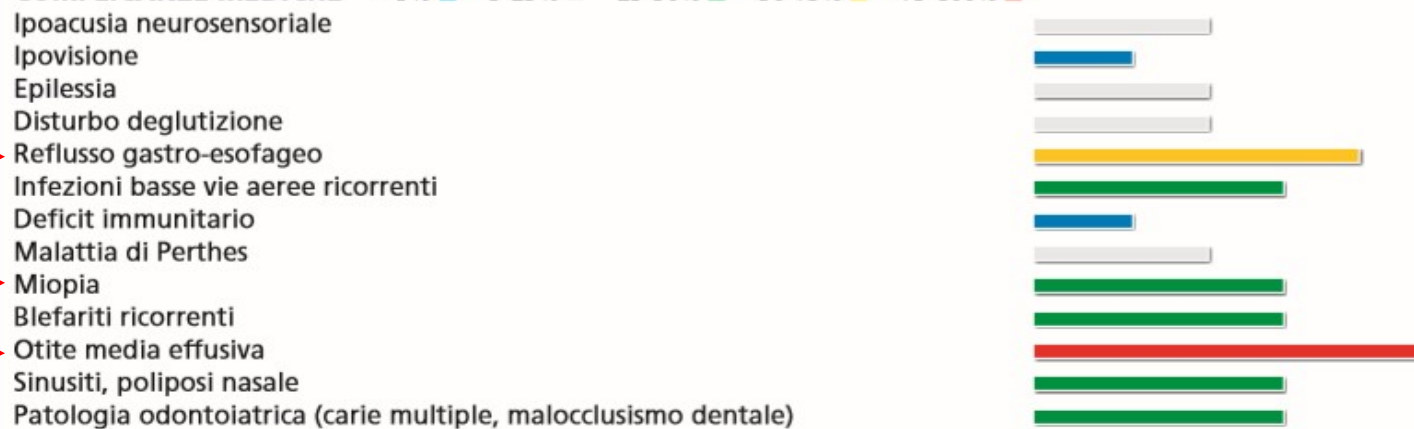 Ipoacusia neurosensoriale
Ipovisione
Epilessia
Disturbo deglutizione
Reflusso gastro-esofageo
Infezioni basse vie aeree ricorrenti
Deficit immunitario
Malattia di Perthes
Miopia
Blefariti ricorrenti
Otite media effusiva
Sinusiti, poliposi nasale
Patologia odontoiatrica (carie multiple, malocclusismo dentale)